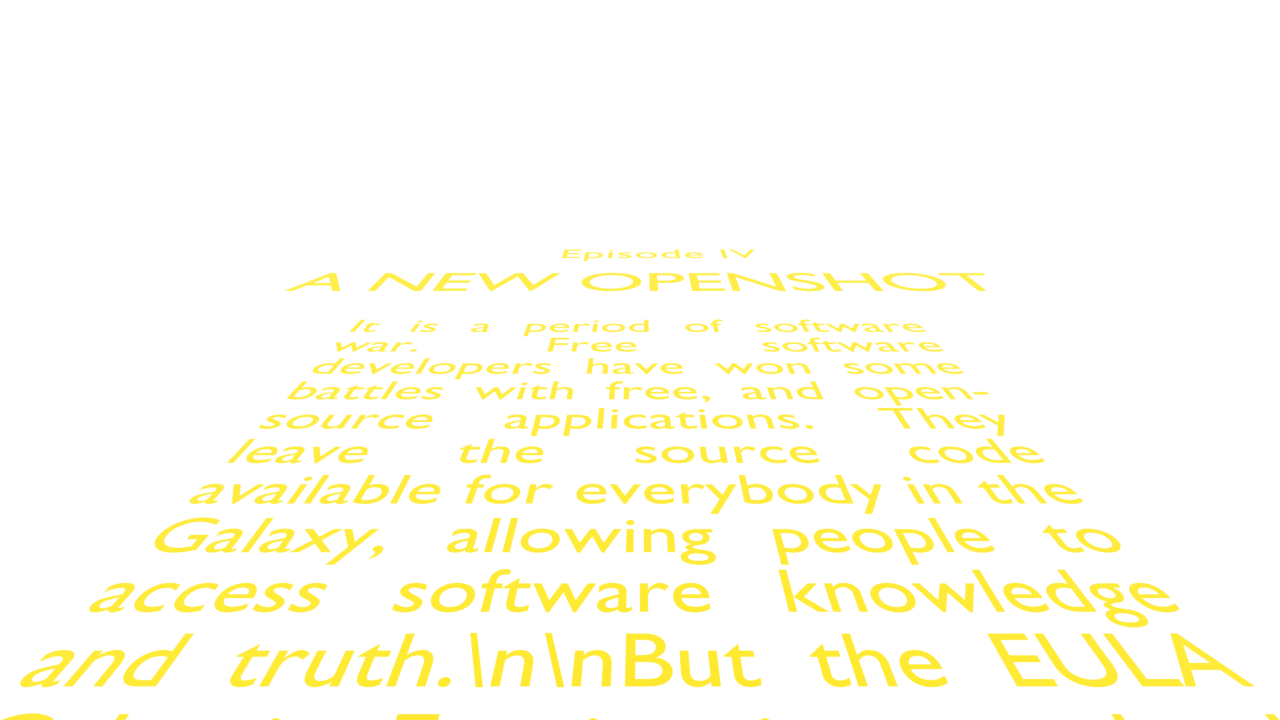 Episode IV
A NEW OPENSHOT
It is a period of software
war. Free software
developers have won some
battles with free, and open-
source applications. They
leave the source code
available for everybody in the
Galaxy, allowing people to
access software knowledge
and truth.\n\nBut the EULA